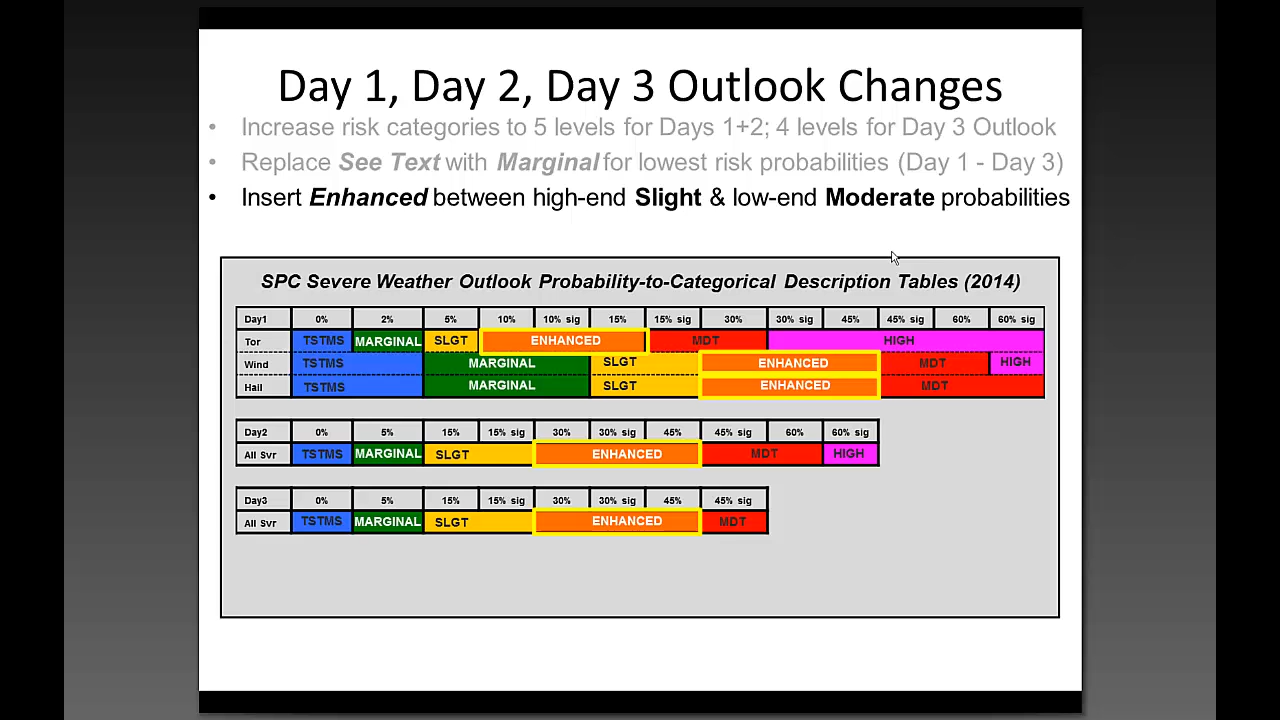 Day 1, Day 2, Day 3 Outlook Changes
• Increase risk categories to 5 levels for Days 1+2; 4 levels for Day 3 Outlook
• Replace See Text with Marginal for lowest risk probabilities (Day 1 - Day 3)
• Insert Enhanced between high-end Slight & low-end Moderate probabilities
SPC Severe Weather Outlook Probability-to-Categorical Description Tables (2014)
Day1 0% 2% 5% 10% 10% sig 15% 15% sig 30% 30% sig 45% 45% sig 60% 60% sig
Tor TSTMS MARGINAL SLGT ENHANCED MDT HIGH
Wind TSTMS MARGINAL SLGT ENHANCED MDT HIGH
Hail TSTMS MARGINAL SLGT ENHANCED MDT
Day2 0% 5% 15% 15% sig 30% 30% sig 45% 45% sig 60% 60% sig
All Svr TSTMS MARGINAL SLGT ENHANCED MDT HIGH
Day3 0% 5% 15% 15% sig 30% 30% sig 45% 45% sig
All Svr TSTMS MARGINAL SLGT ENHANCED MDT